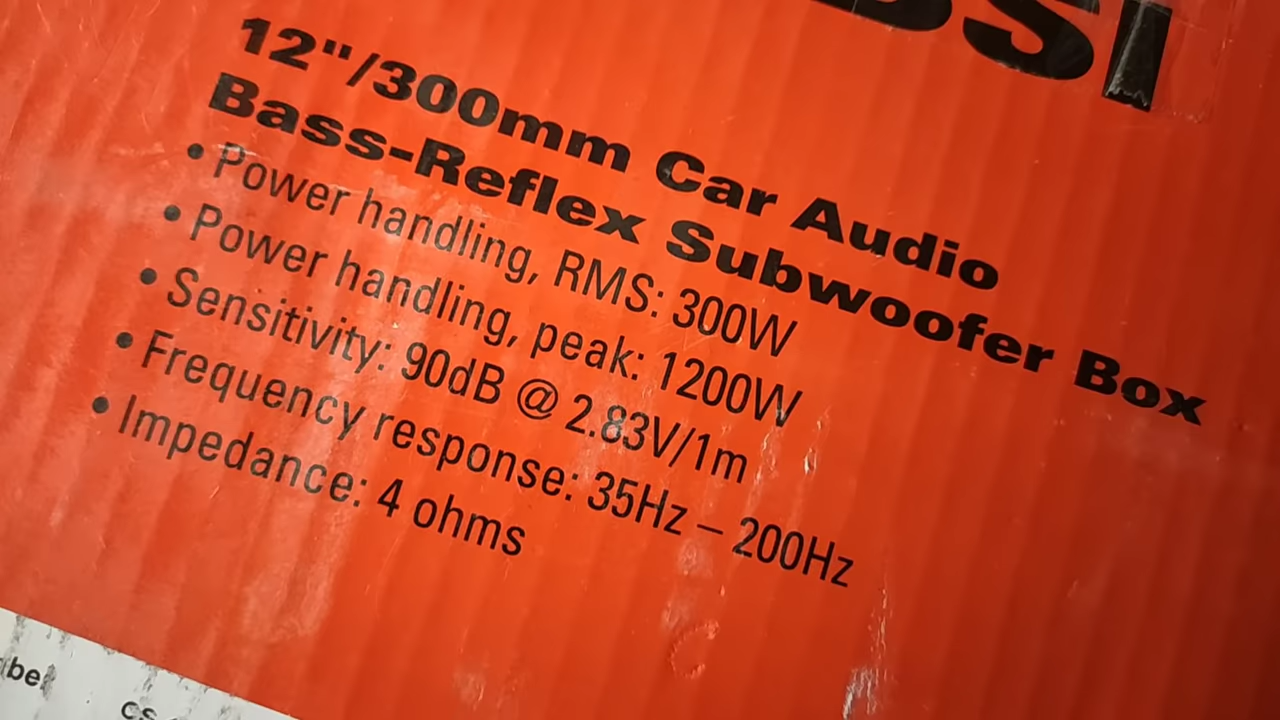 12"/300mm Car Audio
Bass-Reflex Subwoofer Box
• Power handling, RMS: 300W
• Power handling, peak: 1200W
• Sensitivity: 90dB @ 2.83V/1m
• Frequency response: 35Hz – 200Hz
• Impedance: 4 ohms